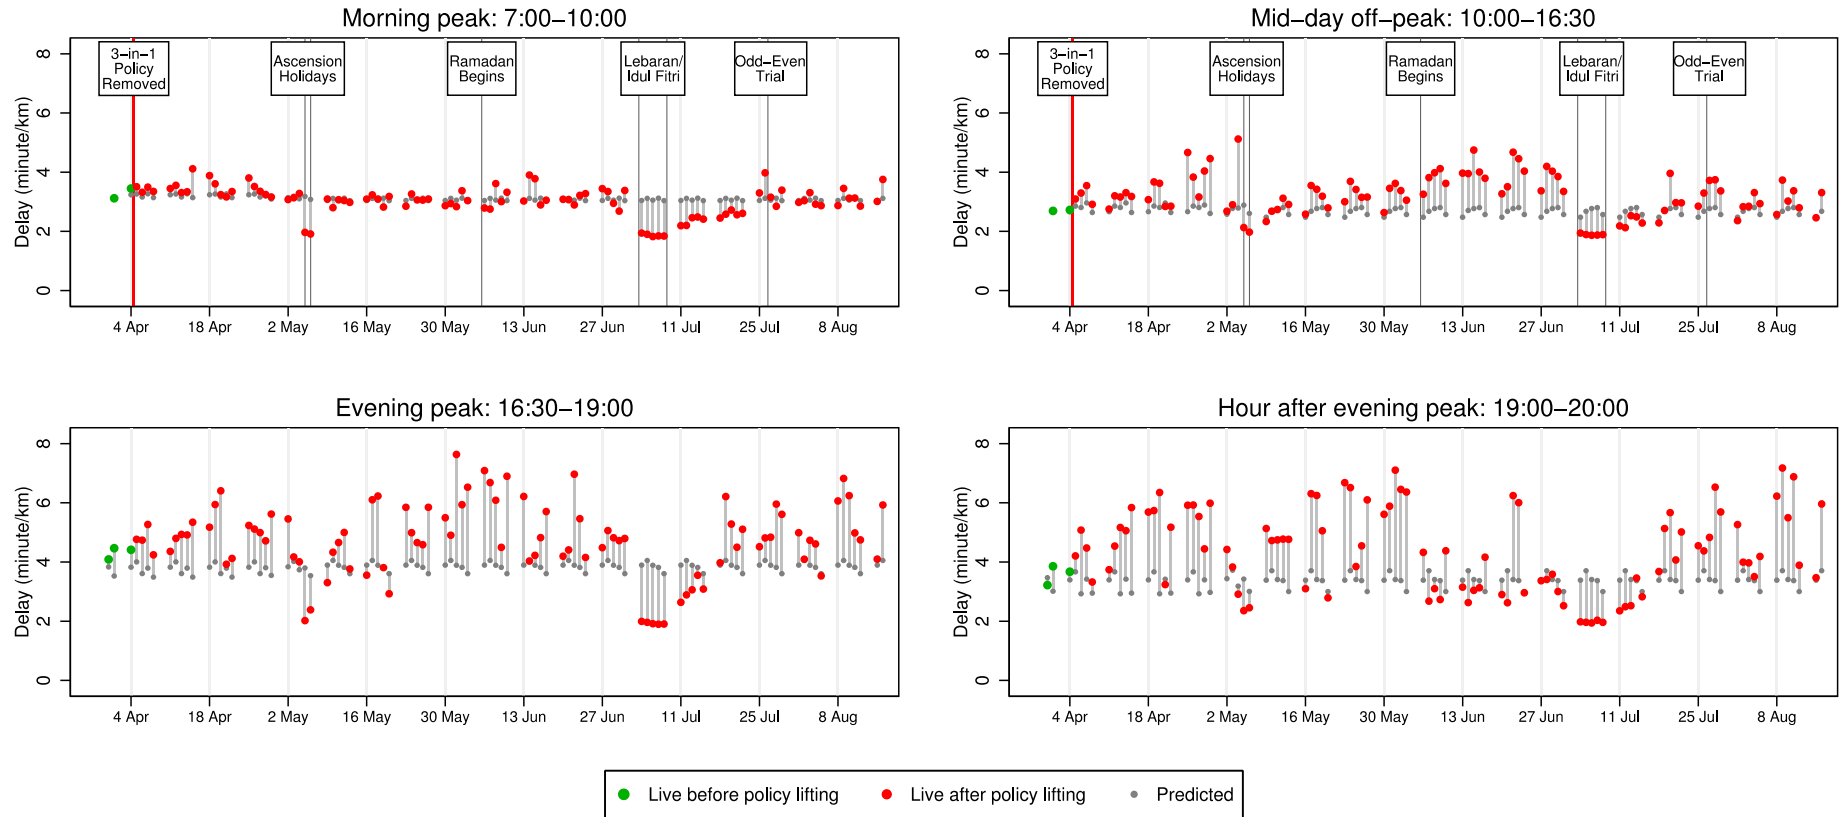 Morning peak: 7:00−10:00
Delay (minute/km)
8
6
4
2
0
3−in−1
Policy
Removed
Ascension
Holidays
Ramadan
Begins
Lebaran/
Idul Fitri
Odd−Even
Trial
4 Apr
18 Apr
2 May
16 May
30 May
13 Jun
27 Jun
11 Jul
25 Jul
8 Aug
Mid−day off−peak: 10:00−16:30
Delay (minute/km)
8
6
4
2
0
3−in−1
Policy
Removed
Ascension
Holidays
Ramadan
Begins
Lebaran/
Idul Fitri
Odd−Even
Trial
4 Apr
18 Apr
2 May
16 May
30 May
13 Jun
27 Jun
11 Jul
25 Jul
8 Aug
Evening peak: 16:30−19:00
Delay (minute/km)
8
6
4
2
0
4 Apr
18 Apr
2 May
16 May
30 May
13 Jun
27 Jun
11 Jul
25 Jul
8 Aug
Hour after evening peak: 19:00−20:00
Delay (minute/km)
8
6
4
2
0
4 Apr
18 Apr
2 May
16 May
30 May
13 Jun
27 Jun
11 Jul
25 Jul
8 Aug
Live before policy lifting
Live after policy lifting
Predicted